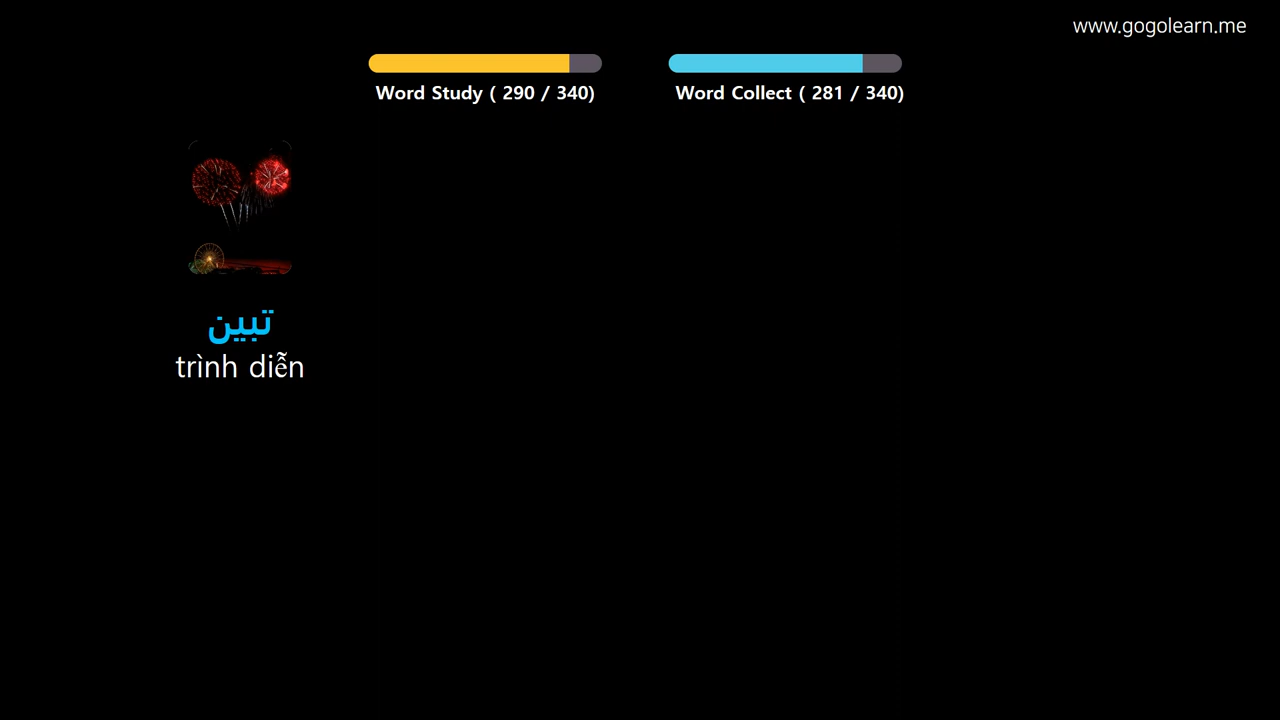 www.gogolearn.me
Word Study ( 290 / 340)
Word Collect ( 281 / 340)
تبين
trình diễn